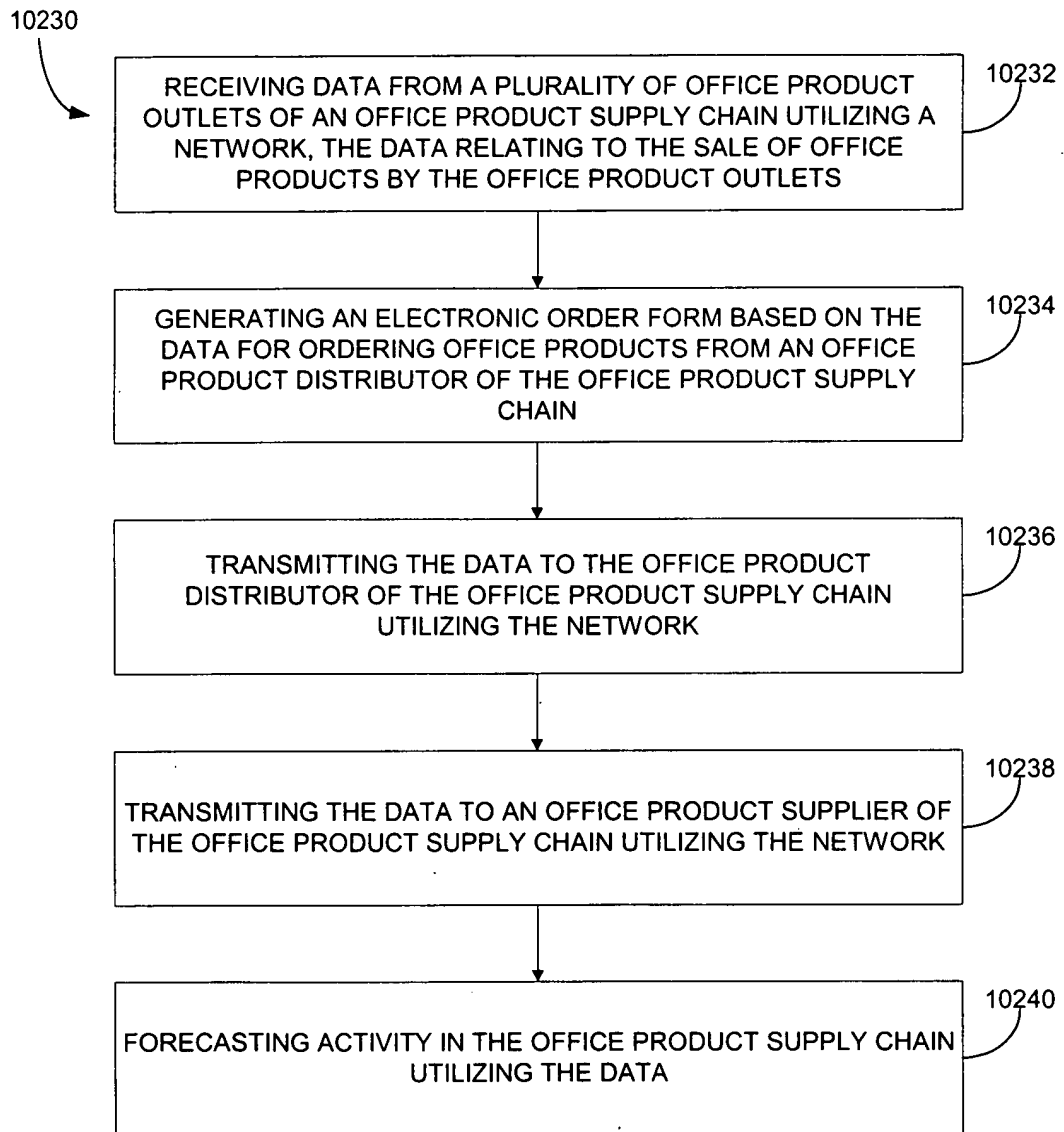 10230
RECEIVING DATA FROM A PLURALITY OF OFFICE PRODUCT
OUTLETS OF AN OFFICE PRODUCT SUPPLY CHAIN UTILIZING A
NETWORK, THE DATA RELATING TO THE SALE OF OFFICE
PRODUCTS BY THE OFFICE PRODUCT OUTLETS
10232
GENERATING AN ELECTRONIC ORDER FORM BASED ON THE
DATA FOR ORDERING OFFICE PRODUCTS FROM AN OFFICE
PRODUCT DISTRIBUTOR OF THE OFFICE PRODUCT SUPPLY
CHAIN
10234
TRANSMITTING THE DATA TO THE OFFICE PRODUCT
DISTRIBUTOR OF THE OFFICE PRODUCT SUPPLY CHAIN
UTILIZING THE NETWORK
10236
TRANSMITTING THE DATA TO AN OFFICE PRODUCT SUPPLIER OF
THE OFFICE PRODUCT SUPPLY CHAIN UTILIZING THE NETWORK
10238
FORECASTING ACTIVITY IN THE OFFICE PRODUCT SUPPLY CHAIN
UTILIZING THE DATA
10240